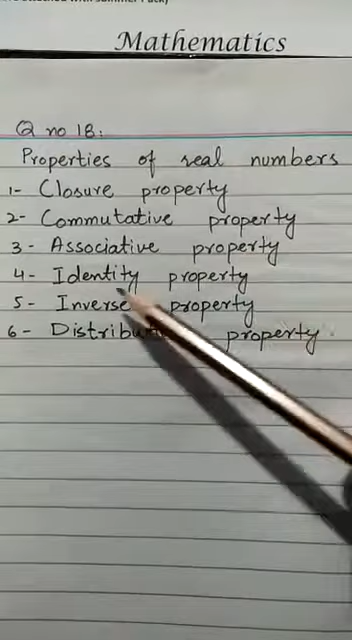 Mathematics
Q no 18:
Properties of real numbers
1- Closure property
2- Commutative property
3- Associative property
4- Identity property
5- Inverse property
6- property.